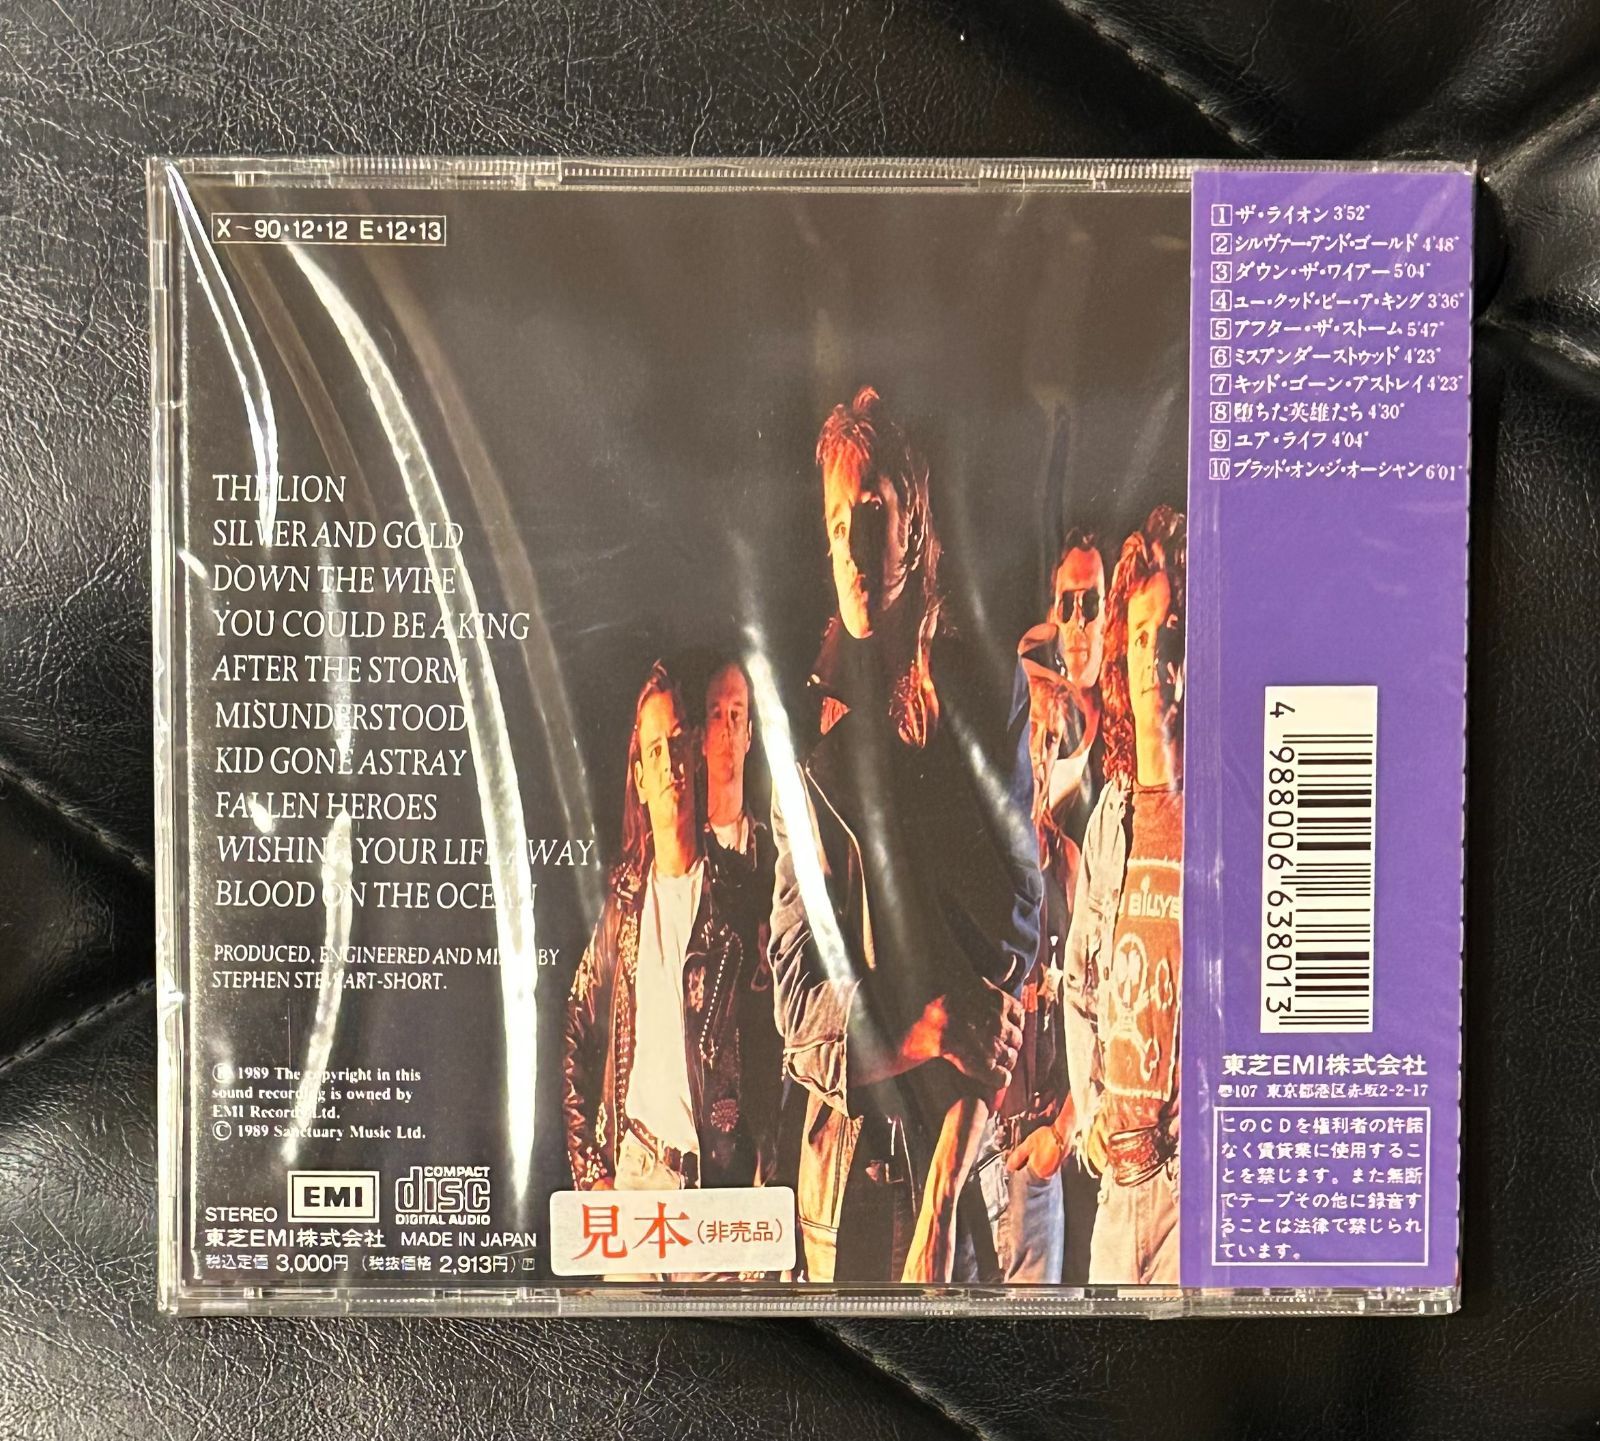 X-90・12・12 E・12・13
THE LION
SILVER AND GOLD
DOWN THE WIRE
YOU COULD BE A KING
AFTER THE STORM
MISUNDERSTOOD
KID GONE ASTRAY
FALLEN HEROES
WISHING YOUR LIFE AWAY
BLOOD ON THE OCEAN
PRODUCED, ENGINEERED AND MIXED BY
STEPHEN STEWART-SHORT.
Ⓟ 1989 The copyright in this
sound recording is owned by
EMI Records Ltd.
© 1989 Sanctuary Music Ltd.
STEREO
EMI
COMPACT
disc
DIGITAL AUDIO
東芝EMI株式会社 MADE IN JAPAN
税込定価 3,000円 (税抜価格 2,913円)
見本(非売品)
BILLYE
1 ザ・ライオン 3'52"
2 シルヴァー・アンド・ゴールド 4'48"
3 ダウン・ザ・ワイアー 5'04"
4 ユー・クッド・ビー・ア・キング 3'36"
5 アフター・ザ・ストーム 5'47"
6 ミスアンダーストゥッド 4'23"
7 キッド・ゴーン・アストレイ 4'23"
8 堕ちた英雄たち 4'30"
9 ユア・ライフ 4'04"
10 ブラッド・オン・ジ・オーシャン 6'01"
4 988006 638013
東芝EMI株式会社
〒107 東京都港区赤坂2-2-17
このCDを権利者の許諾
なく賃貸業に使用するこ
とを禁じます。また無断
でテープその他に録音す
ることは法律で禁じられ
ています。